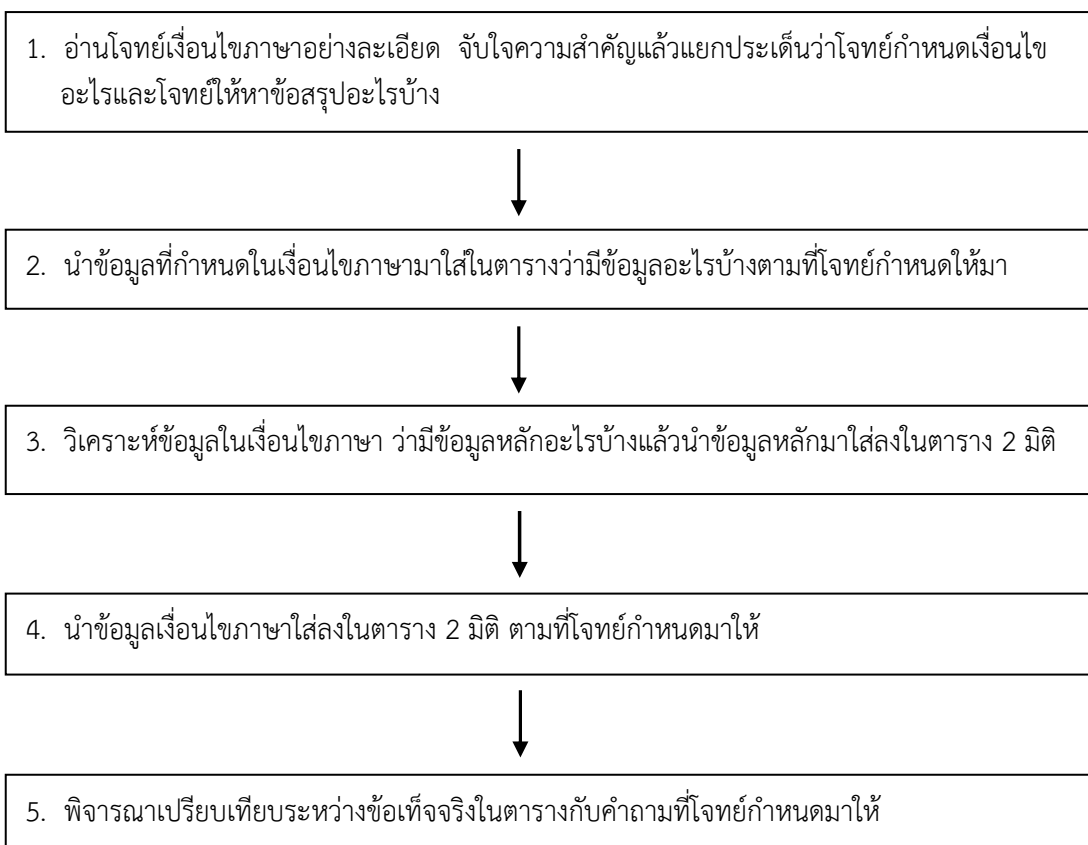 1. อ่านโจทย์เงื่อนไขภาษาอย่างละเอียด จับใจความสำคัญแล้วแยกประเด็นว่าโจทย์กำหนดเงื่อนไข
อะไรและโจทย์ให้หาข้อสรุปอะไรบ้าง
2. นำข้อมูลที่กำหนดในเงื่อนไขภาษามาใส่ในตารางว่ามีข้อมูลอะไรบ้างตามที่โจทย์กำหนดให้มา
3. วิเคราะห์ข้อมูลในเงื่อนไขภาษา ว่ามีข้อมูลหลักอะไรบ้างแล้วนำข้อมูลหลักมาใส่ลงในตาราง 2 มิติ
4. นำข้อมูลเงื่อนไขภาษาใส่ลงในตาราง 2 มิติ ตามที่โจทย์กำหนดมาให้
5. พิจารณาเปรียบเทียบระหว่างข้อเท็จจริงในตารางกับคำถามที่โจทย์กำหนดมาให้